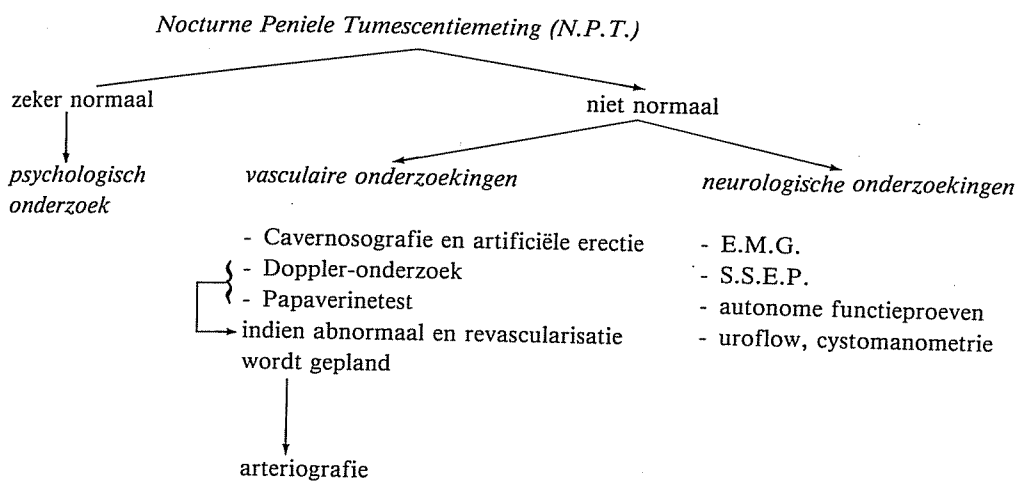 Nocturne Peniele Tumescentiemeting (N.P.T.)
zeker normaal
niet normaal
psychologisch
onderzoek
vasculaire onderzoekingen
- Cavernosografie en artificiële erectie
- Doppler-onderzoek
- Papaverinetest
indien abnormaal en revascularisatie
wordt gepland
arteriografie
neurologische onderzoekingen
- E.M.G.
- S.S.E.P.
- autonome functieproeven
- uroflow, cystomanometrie